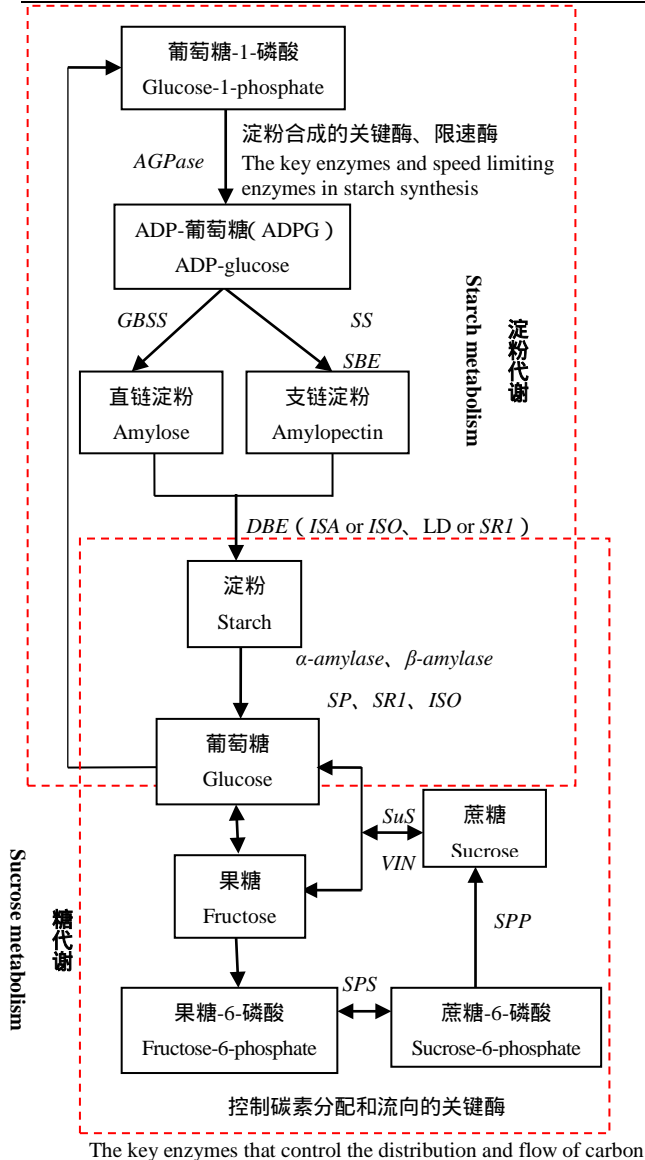 葡萄糖-1-磷酸
Glucose-1-phosphate
AGPase
淀粉合成的关键酶、限速酶
The key enzymes and speed limiting
enzymes in starch synthesis
ADP-葡萄糖( ADPG )
ADP-glucose
GBSS
SS
SBE
直链淀粉
Amylose
支链淀粉
Amylopectin
淀粉代谢
Starch metabolism
DBE ( ISA or ISO、LD or SR1 )
淀粉
Starch
α-amylase、β-amylase
SP、SR1、ISO
葡萄糖
Glucose
SuS
VIN
蔗糖
Sucrose
果糖
Fructose
SPP
糖代谢
Sucrose metabolism
果糖-6-磷酸
Fructose-6-phosphate
SPS
蔗糖-6-磷酸
Sucrose-6-phosphate
控制碳素分配和流向的关键酶
The key enzymes that control the distribution and flow of carbon